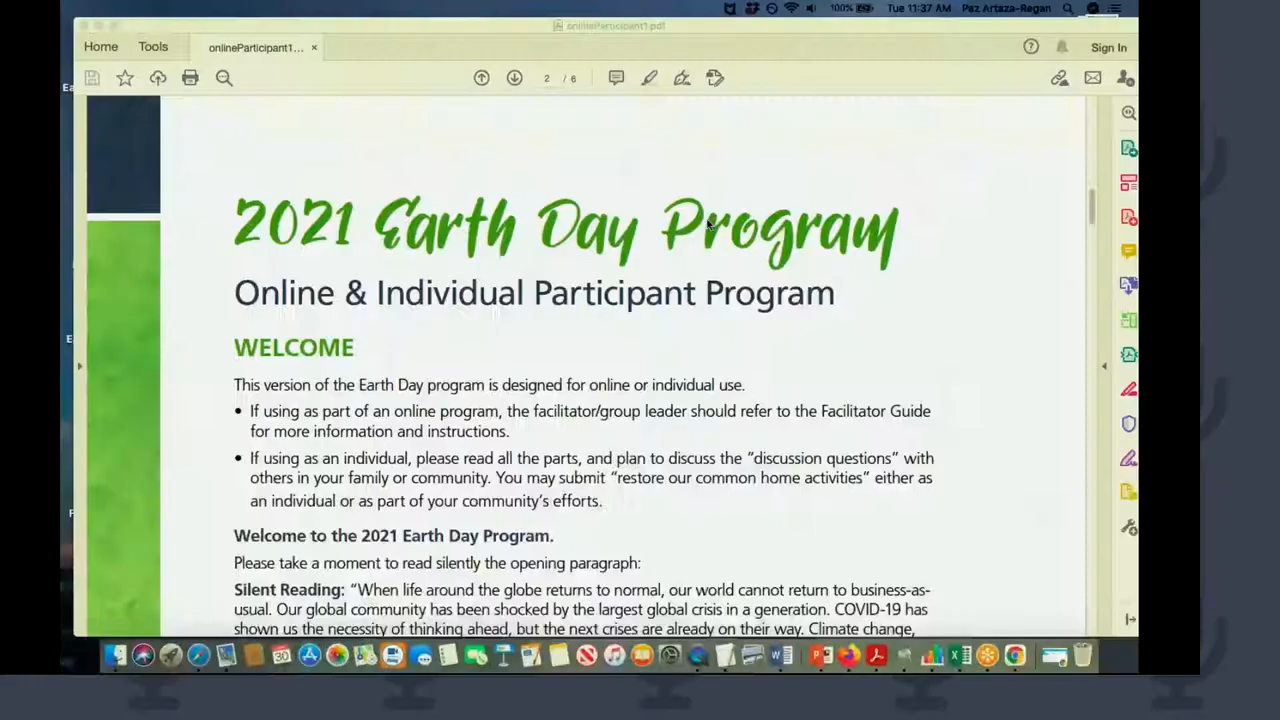 100%
Tue 11:37 AM
Paz Artaza-Regan
onlineParticipant1.pdf
Home
Tools
onlineParticipant1... ×
Sign In
2 / 6
2021 Earth Day Program
Online & Individual Participant Program
WELCOME
This version of the Earth Day program is designed for online or individual use.
• If using as part of an online program, the facilitator/group leader should refer to the Facilitator Guide
for more information and instructions.
• If using as an individual, please read all the parts, and plan to discuss the “discussion questions” with
others in your family or community. You may submit “restore our common home activities” either as
an individual or as part of your community’s efforts.
Welcome to the 2021 Earth Day Program.
Please take a moment to read silently the opening paragraph:
Silent Reading: “When life around the globe returns to normal, our world cannot return to business-as-
usual. Our global community has been shocked by the largest global crisis in a generation. COVID-19 has
shown us the necessity of thinking ahead, but the next crises are already on their way. Climate change,
30